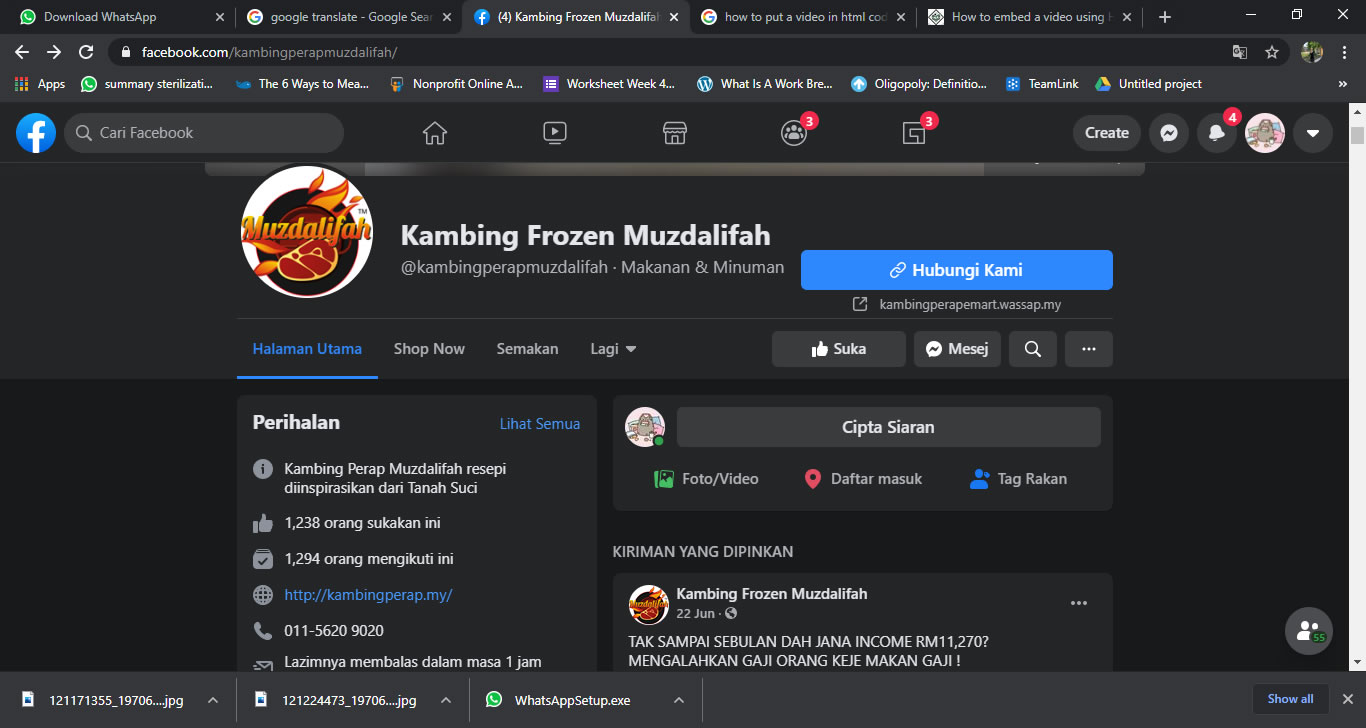 Download WhatsApp
google translate - Google Sear
(4) Kambing Frozen Muzdalifah
how to put a video in html cod
How to embed a video using H
facebook.com/kambingperapmuzdalifah/
Apps
summary sterilizati...
The 6 Ways to Mea...
Nonprofit Online A...
Worksheet Week 4...
What Is A Work Bre...
Oligopoly: Definitio...
TeamLink
Untitled project
»
Cari Facebook
3
3
Create
4
Muzdalifah
TM
Kambing Frozen Muzdalifah
@kambingperapmuzdalifah · Makanan & Minuman
Hubungi Kami
kambingperapemart.wassap.my
Halaman Utama
Shop Now
Semakan
Lagi
Suka
Mesej
Perihalan
Lihat Semua
Kambing Perap Muzdalifah resepi
diinspirasikan dari Tanah Suci
1,238 orang sukakan ini
1,294 orang mengikuti ini
http://kambingperap.my/
011-5620 9020
Lazimnya membalas dalam masa 1 jam
Cipta Siaran
Foto/Video
Daftar masuk
Tag Rakan
KIRIMAN YANG DIPINKAN
Muzdalifah
Kambing Frozen Muzdalifah
22 Jun ·
TAK SAMPAI SEBULAN DAH JANA INCOME RM11,270?
MENGALAHKAN GAJI ORANG KEJE MAKAN GAJI !
55
121171355_19706....jpg
121224473_19706....jpg
WhatsAppSetup.exe
Show all